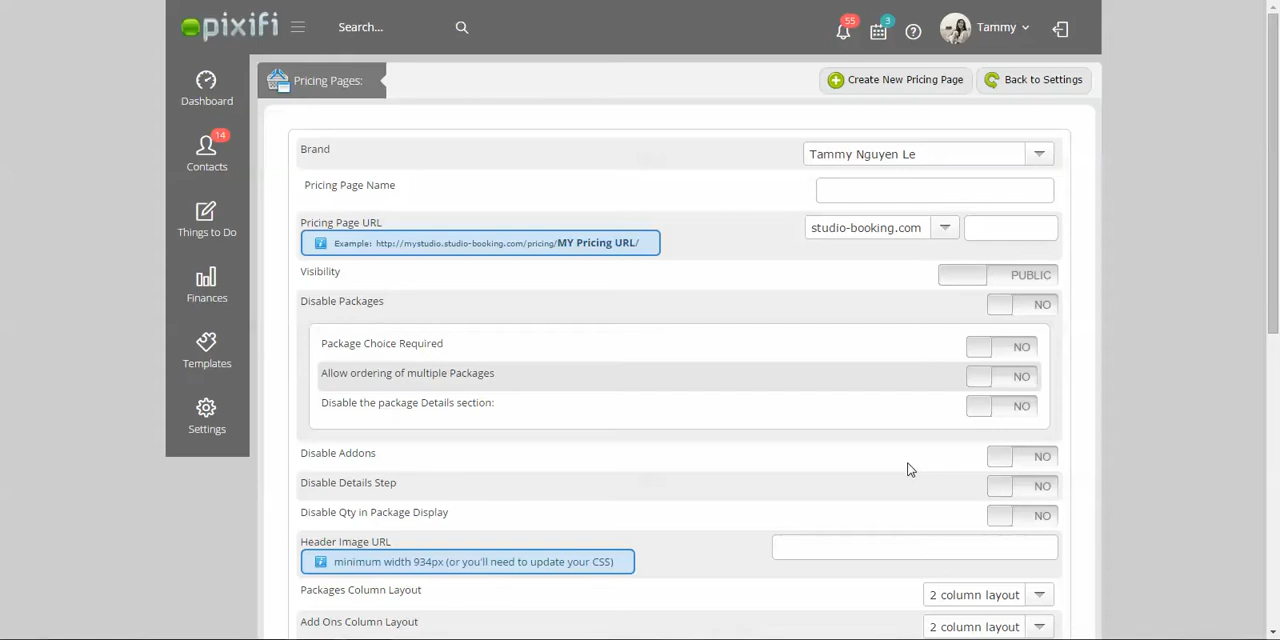 pixifi
Search...
55
3
Tammy
Dashboard
14
Contacts
Things to Do
Finances
Templates
Settings
Pricing Pages:
Create New Pricing Page
Back to Settings
Brand
Tammy Nguyen Le
Pricing Page Name
Pricing Page URL
studio-booking.com
Example: http://mystudio.studio-booking.com/pricing/MY Pricing URL/
Visibility
PUBLIC
Disable Packages
NO
Package Choice Required
NO
Allow ordering of multiple Packages
NO
Disable the package Details section:
NO
Disable Addons
NO
Disable Details Step
NO
Disable Qty in Package Display
NO
Header Image URL
minimum width 934px (or you'll need to update your CSS)
Packages Column Layout
2 column layout
Add Ons Column Layout
2 column layout